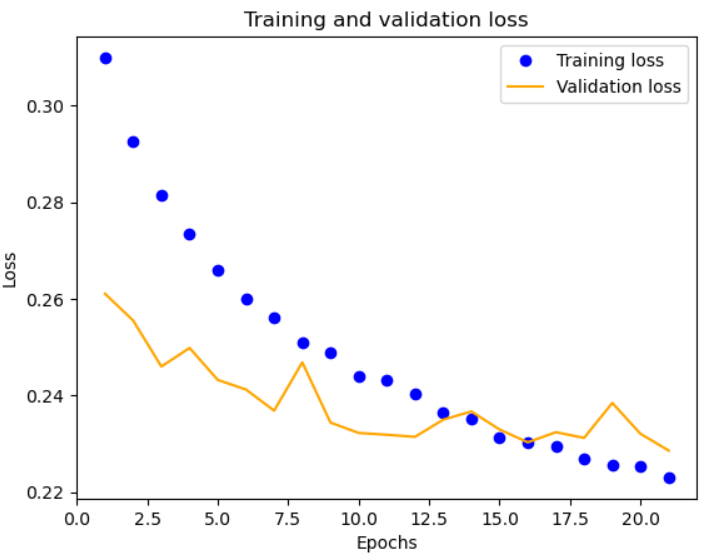 Training and validation loss
Training loss
Validation loss
0.30
0.28
0.26
0.24
0.22
Loss
0.0 2.5 5.0 7.5 10.0 12.5 15.0 17.5 20.0
Epochs